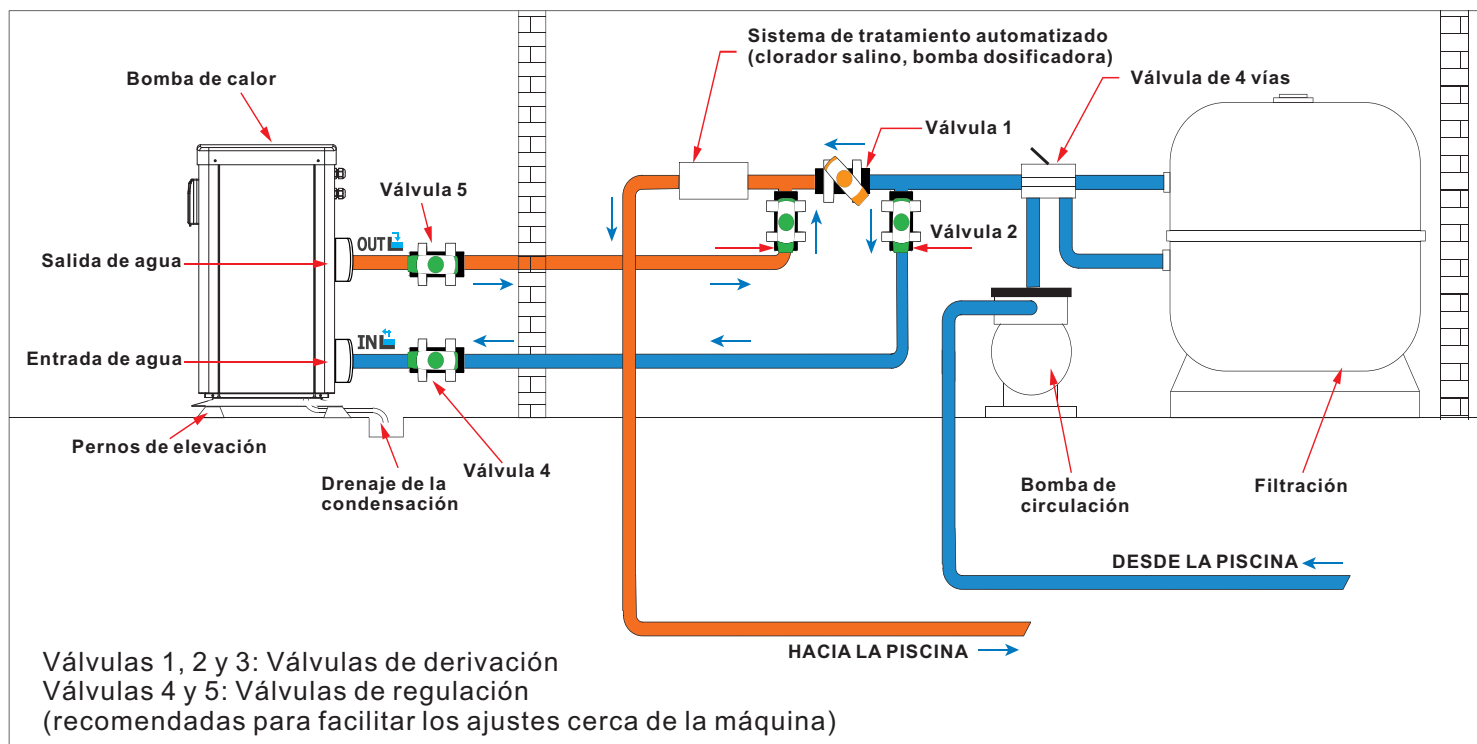 Sistema de tratamiento automatizado
(clorador salino, bomba dosificadora)
Bomba de calor
Válvula de 4 vías
Válvula 1
Válvula 5
Válvula 2
OUT
Salida de agua
IN
Entrada de agua
Pernos de elevación
Válvula 4
Drenaje de la
condensación
Bomba de
circulación
Filtración
DESDE LA PISCINA
HACIA LA PISCINA
Válvulas 1, 2 y 3: Válvulas de derivación
Válvulas 4 y 5: Válvulas de regulación
(recomendadas para facilitar los ajustes cerca de la máquina)